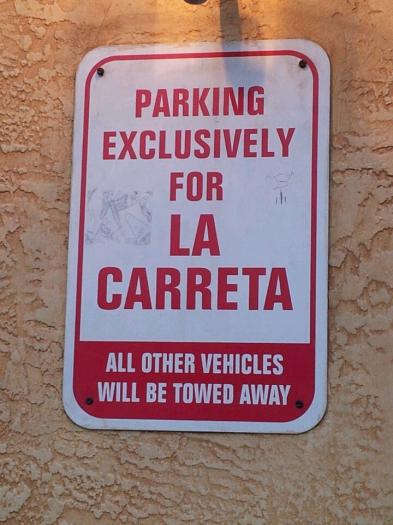 PARKING
EXCLUSIVELY
FOR
LA
CARRETA
ALL OTHER VEHICLES
WILL BE TOWED AWAY